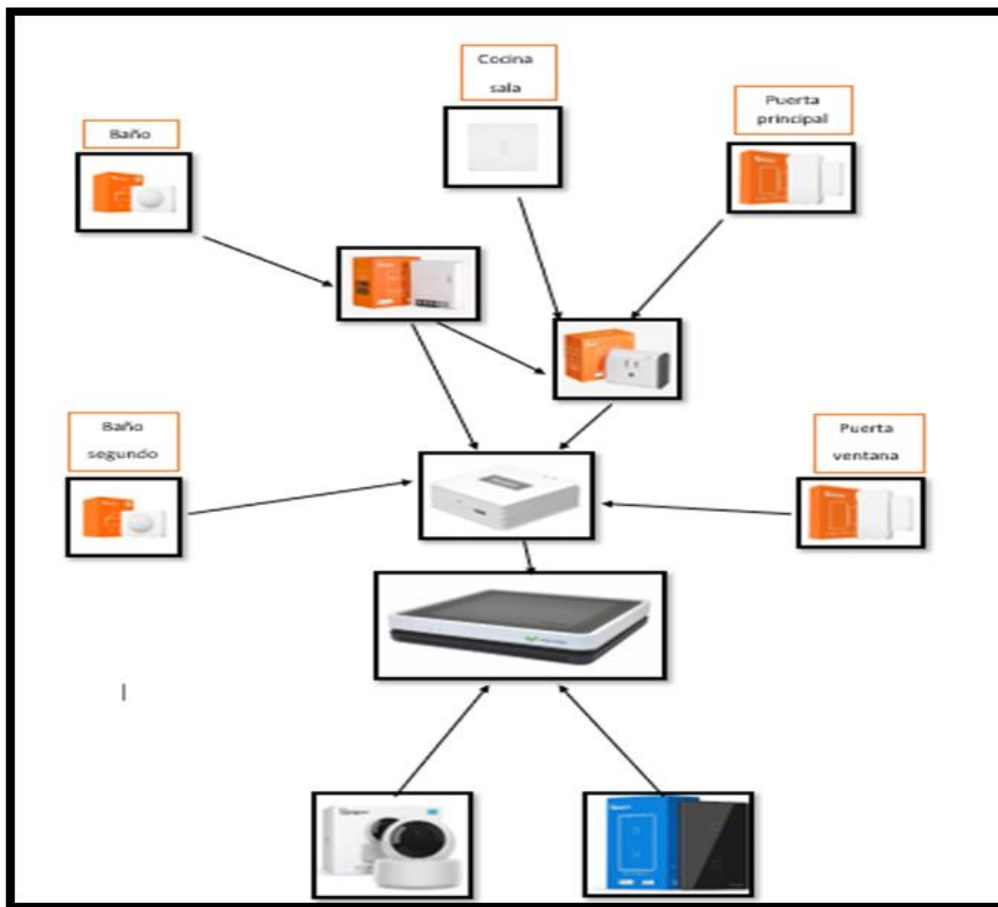 Cocina
sala
Puerta
principal
Baño
Baño
segundo
Puerta
ventana